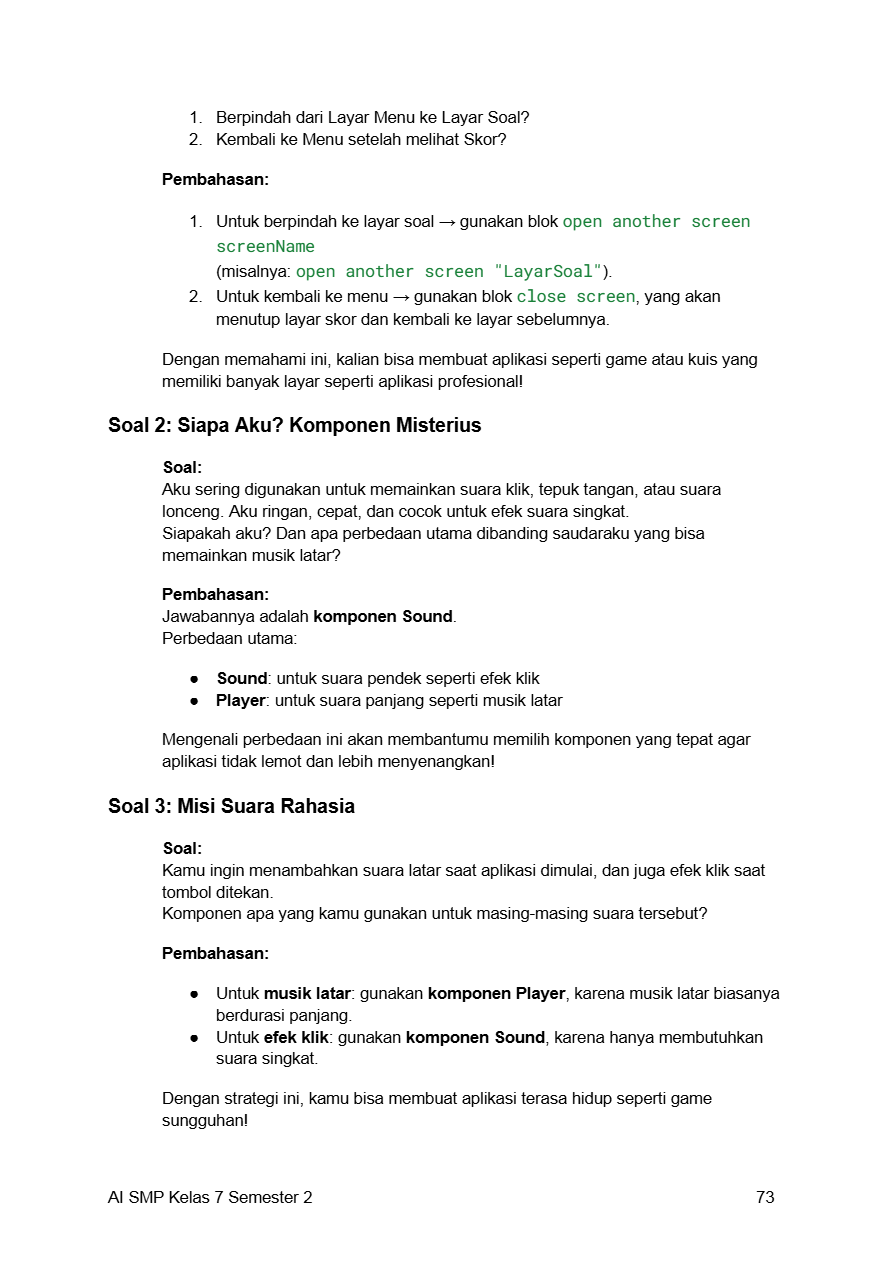 1. Berpindah dari Layar Menu ke Layar Soal?
2. Kembali ke Menu setelah melihat Skor?
Pembahasan:
1. Untuk berpindah ke layar soal → gunakan blok open another screen
screenName
(misalnya: open another screen "LayarSoal").
2. Untuk kembali ke menu → gunakan blok close screen, yang akan
menutup layar skor dan kembali ke layar sebelumnya.
Dengan memahami ini, kalian bisa membuat aplikasi seperti game atau kuis yang
memiliki banyak layar seperti aplikasi profesional!
Soal 2: Siapa Aku? Komponen Misterius
Soal:
Aku sering digunakan untuk memainkan suara klik, tepuk tangan, atau suara
lonceng. Aku ringan, cepat, dan cocok untuk efek suara singkat.
Siapakah aku? Dan apa perbedaan utama dibanding saudaraku yang bisa
memainkan musik latar?
Pembahasan:
Jawabannya adalah komponen Sound.
Perbedaan utama:
● Sound: untuk suara pendek seperti efek klik
● Player: untuk suara panjang seperti musik latar
Mengenali perbedaan ini akan membantumu memilih komponen yang tepat agar
aplikasi tidak lemot dan lebih menyenangkan!
Soal 3: Misi Suara Rahasia
Soal:
Kamu ingin menambahkan suara latar saat aplikasi dimulai, dan juga efek klik saat
tombol ditekan.
Komponen apa yang kamu gunakan untuk masing-masing suara tersebut?
Pembahasan:
● Untuk musik latar: gunakan komponen Player, karena musik latar biasanya
berdurasi panjang.
● Untuk efek klik: gunakan komponen Sound, karena hanya membutuhkan
suara singkat.
Dengan strategi ini, kamu bisa membuat aplikasi terasa hidup seperti game
sungguhan!
AI SMP Kelas 7 Semester 2 73